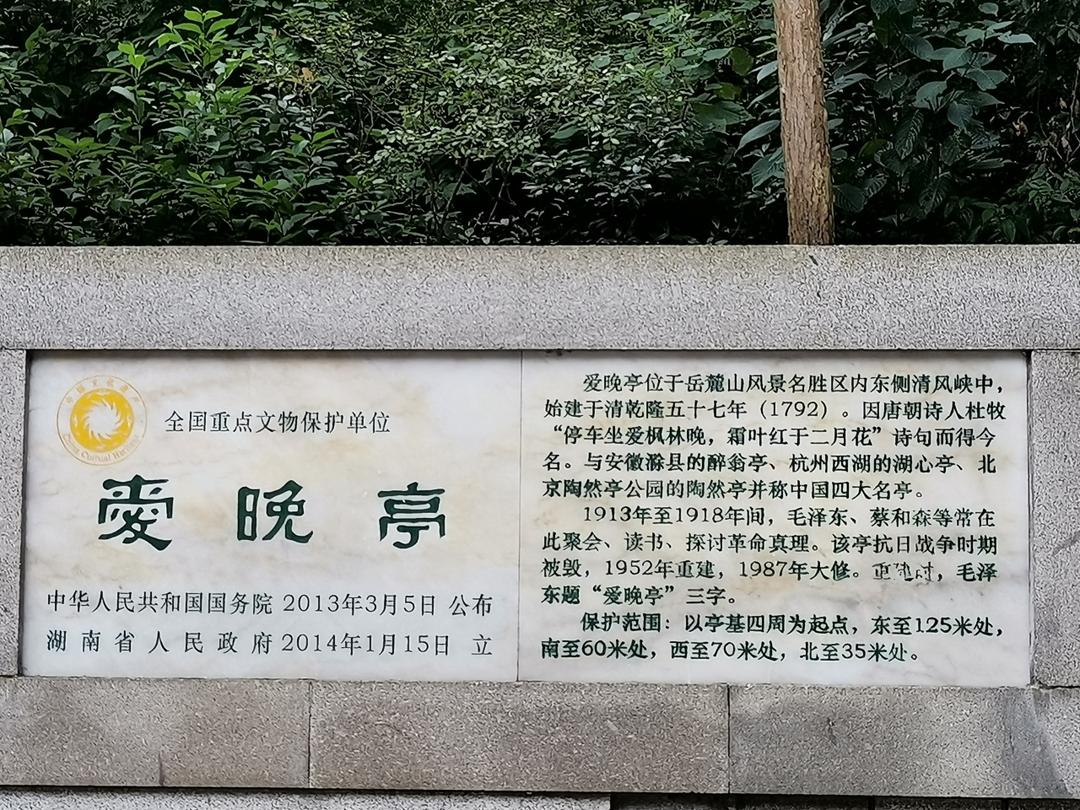 全国重点文物保护单位
愛晚亭
中华人民共和国国务院 2013年3月5日 公布
湖南省人民政府 2014年1月15日 立
爱晚亭位于岳麓山风景名胜区内东侧清风峡中，
始建于清乾隆五十七年（1792）。因唐朝诗人杜牧
“停车坐爱枫林晚，霜叶红于二月花”诗句而得今
名。与安徽滁县的醉翁亭、杭州西湖的湖心亭、北
京陶然亭公园的陶然亭并称中国四大名亭。
1913年至1918年间，毛泽东、蔡和森等常在
此聚会、读书、探讨革命真理。该亭抗日战争时期
被毁，1952年重建，1987年大修。重建时，毛泽
东题“爱晚亭”三字。
保护范围：以亭基四周为起点，东至125米处，
南至60米处，西至70米处，北至35米处。